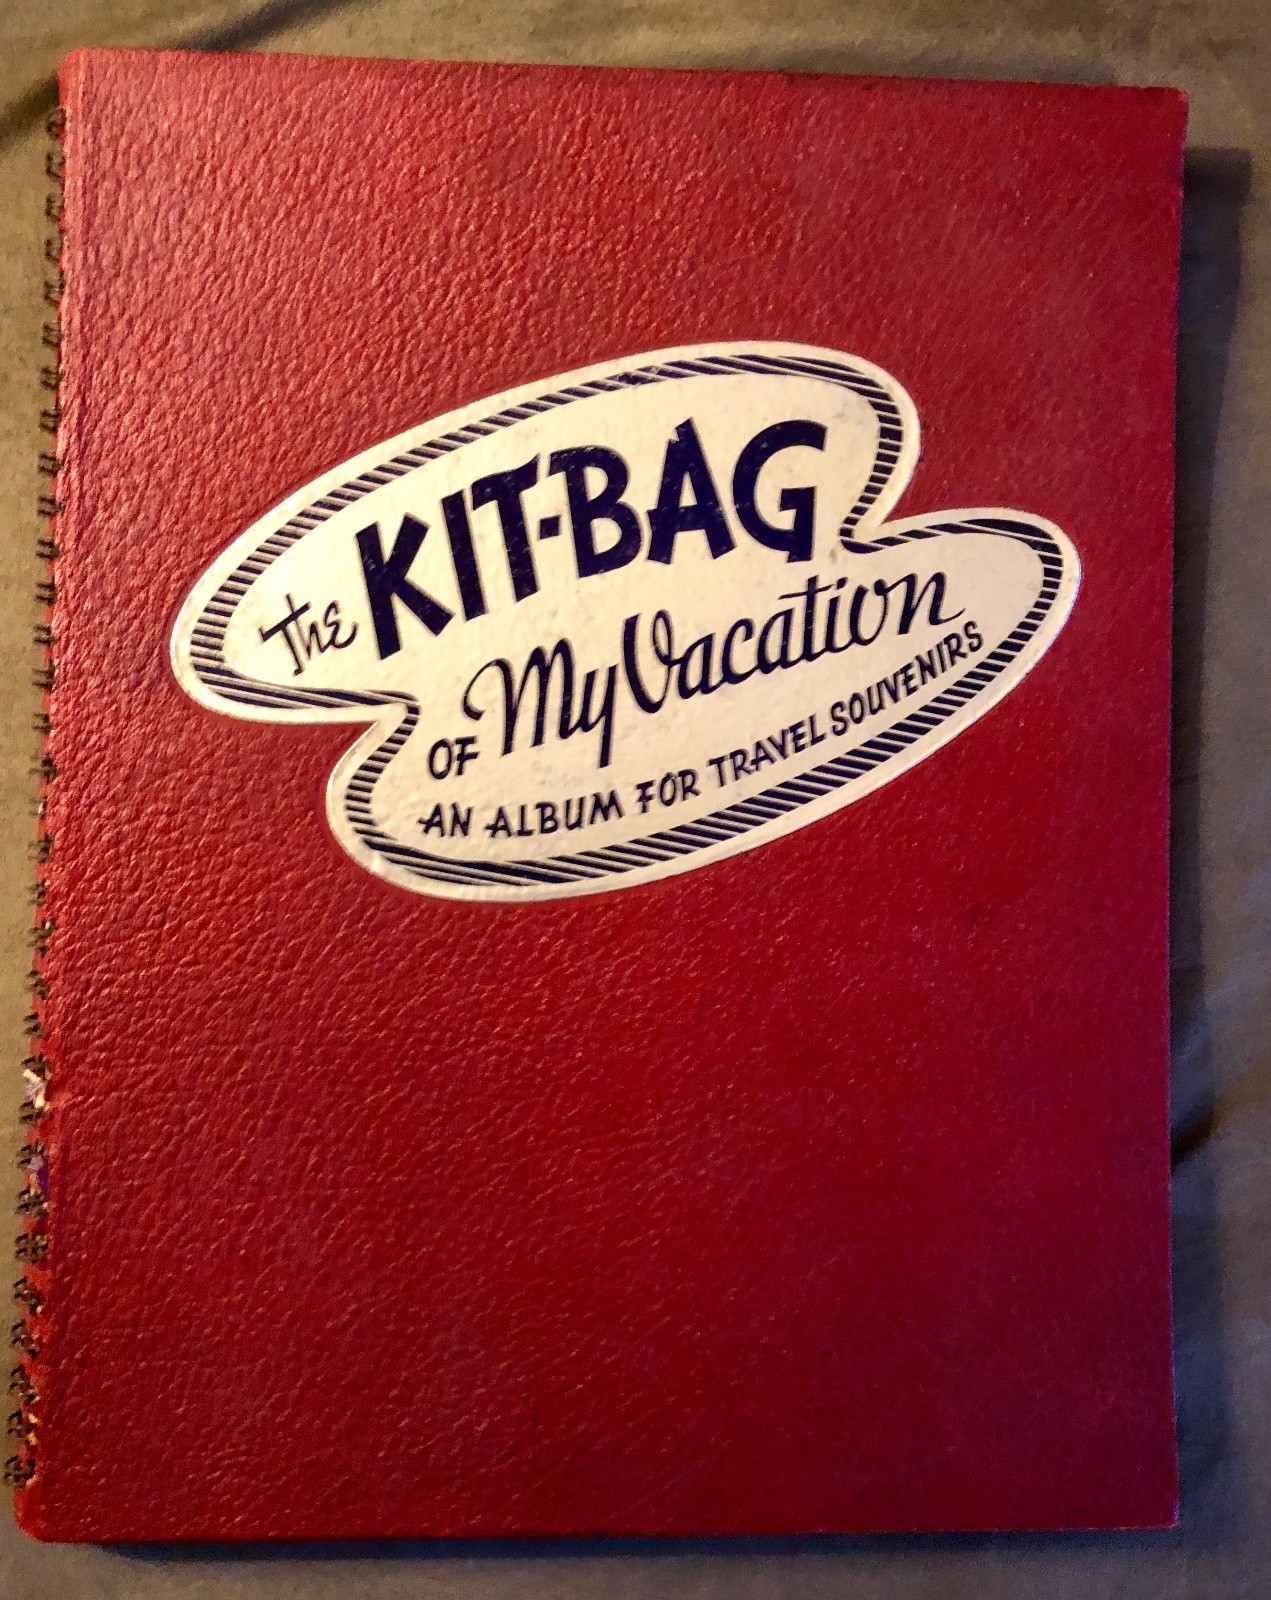 The KIT-BAG
OF My Vacation
AN ALBUM FOR TRAVEL SOUVENIRS